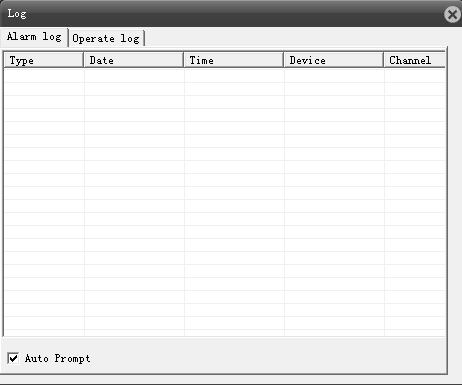 Log
Alarm log Operate log
Type Date Time Device Channel
Auto Prompt